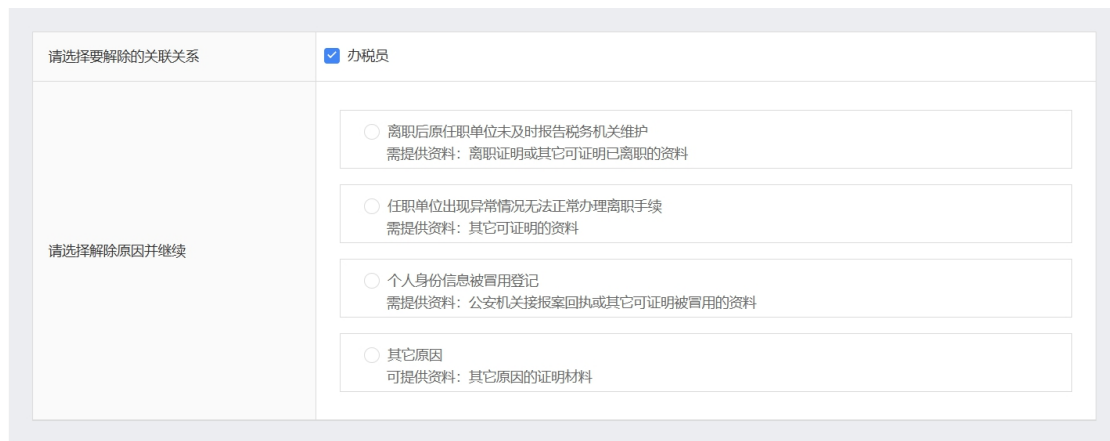 请选择要解除的关联关系
办税员
离职后原任职单位未及时报告税务机关维护
需提供资料：离职证明或其它可证明已离职的资料
任职单位出现异常情况无法正常办理离职手续
需提供资料：其它可证明的资料
请选择解除原因并继续
个人身份信息被冒用登记
需提供资料：公安机关接报案回执或其它可证明被冒用的资料
其它原因
可提供资料：其它原因的证明材料